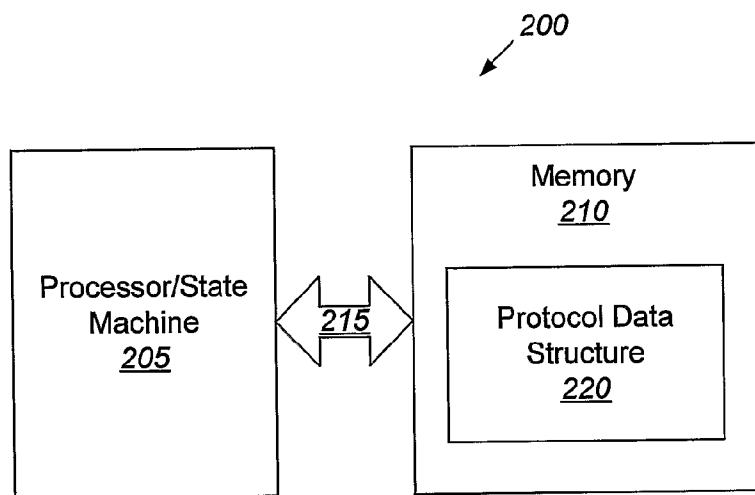 200
Processor/State
Machine
205
215
Memory
210
Protocol Data
Structure
220